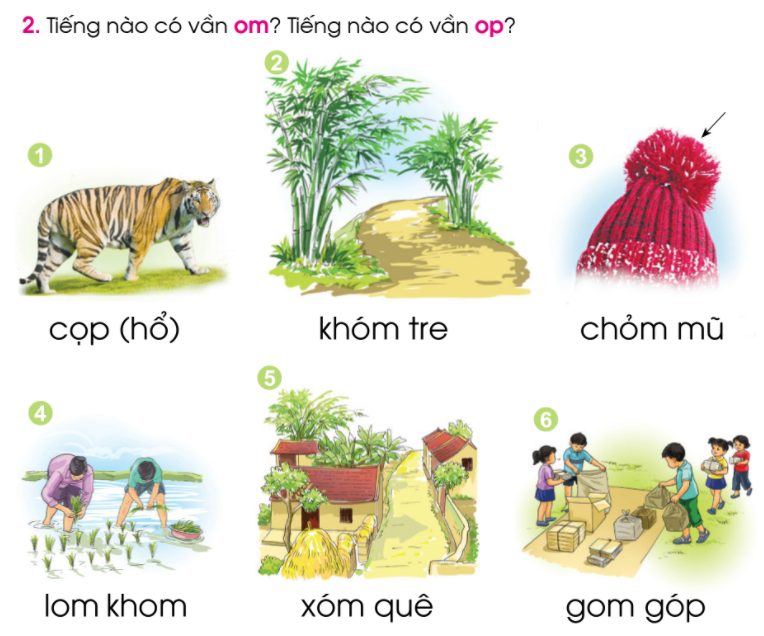 2. Tiếng nào có vần om? Tiếng nào có vần op?
1
2
3
cọp (hổ)
khóm tre
chỏm mũ
4
5
6
lom khom
xóm quê
gom góp